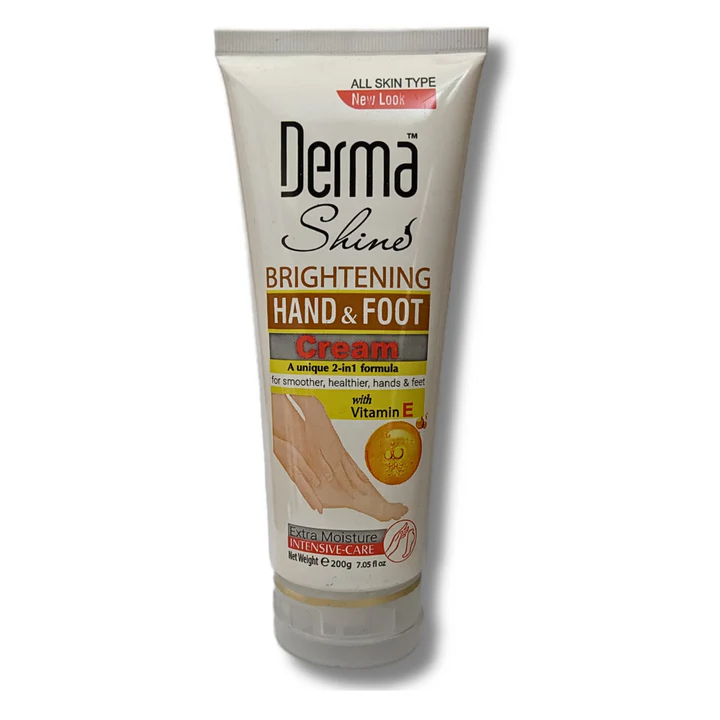 ALL SKIN TYPE
New Look
Derma™
Shine
BRIGHTENING
HAND & FOOT
Cream
A unique 2-in1 formula
for smoother, healthier, hands & feet
with
Vitamin E
Extra Moisture
INTENSIVE-CARE
Net Weight ℮ 200g 7.05 fl oz